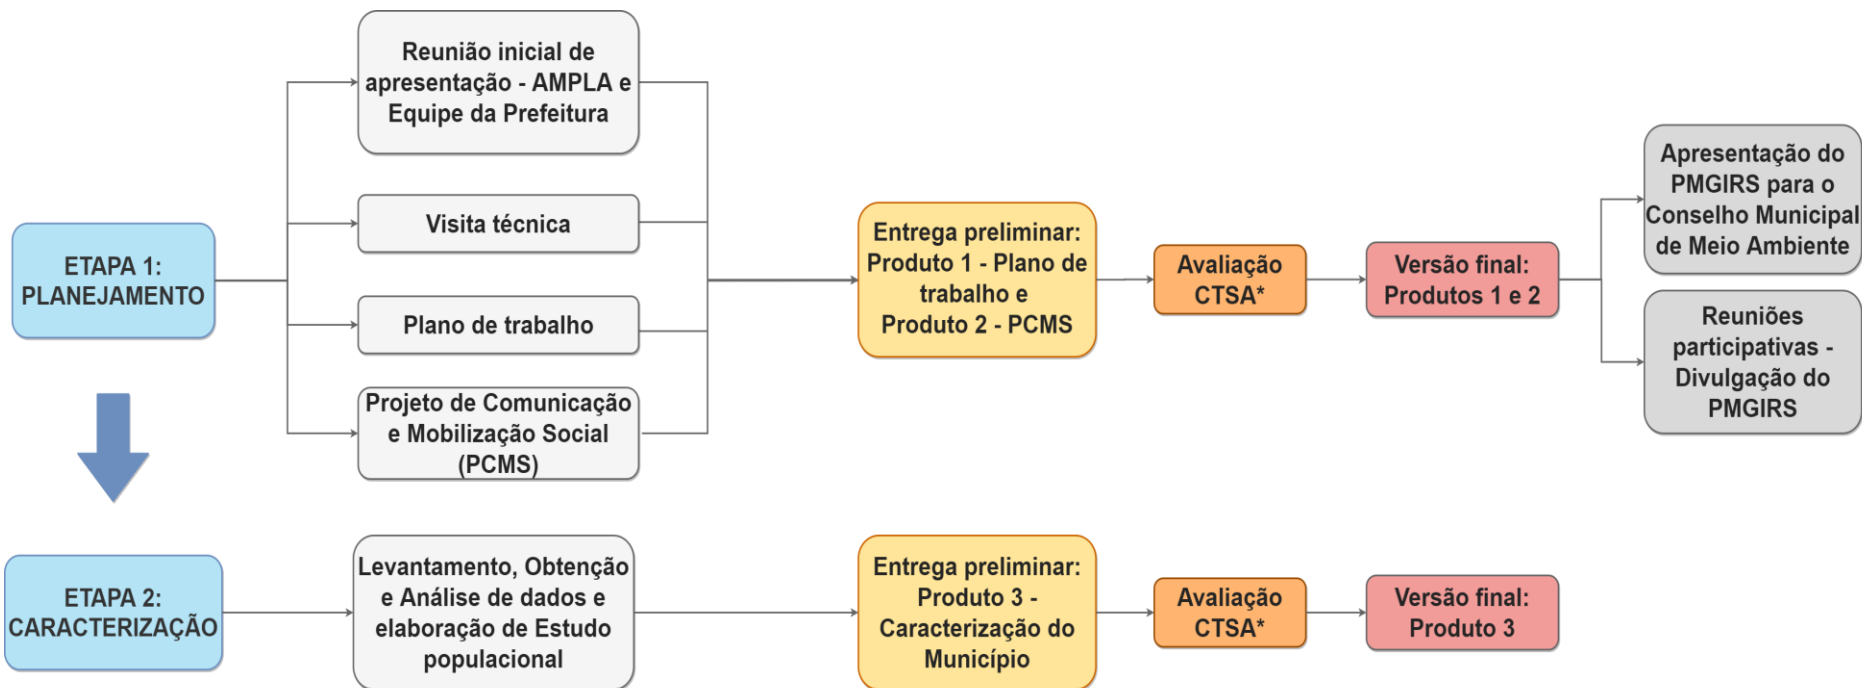 Reunião inicial de
apresentação - AMPLA e
Equipe da Prefeitura
Visita técnica
ETAPA 1:
PLANEJAMENTO
Plano de trabalho
Projeto de Comunicação
e Mobilização Social
(PCMS)
Entrega preliminar:
Produto 1 - Plano de
trabalho e
Produto 2 - PCMS
Avaliação
CTSA*
Versão final:
Produtos 1 e 2
Apresentação do
PMGIRS para o
Conselho Municipal
de Meio Ambiente
Reuniões
participativas -
Divulgação do
PMGIRS
ETAPA 2:
CARACTERIZAÇÃO
Levantamento, Obtenção
e Análise de dados e
elaboração de Estudo
populacional
Entrega preliminar:
Produto 3 -
Caracterização do
Município
Avaliação
CTSA*
Versão final:
Produto 3